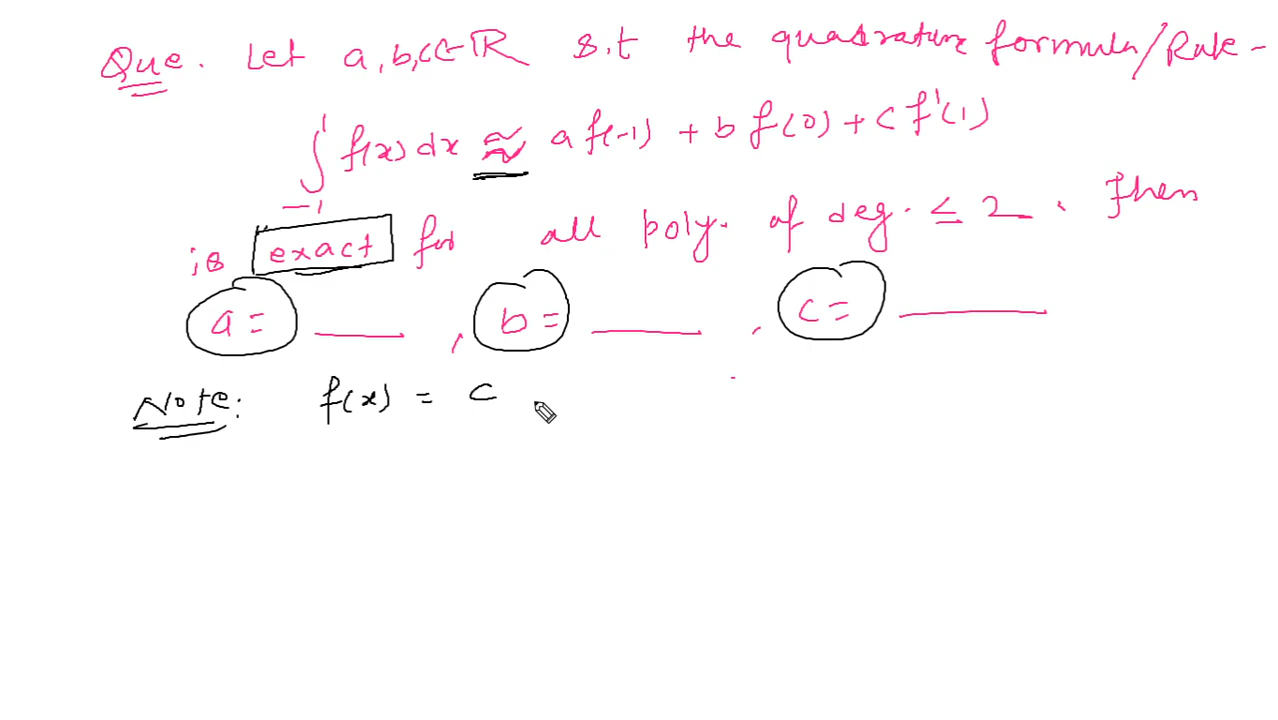 Que. Let a,b,c∈ℝ s.t the quadrature formula/Rule-
∫₋₁¹ f(x) dx ≈ a f(-1) + b f(0) + c f'(1)
is exact for all poly. of deg. ≤ 2. Then
a = ____, b = ____, c = ____
Note: f(x) = c